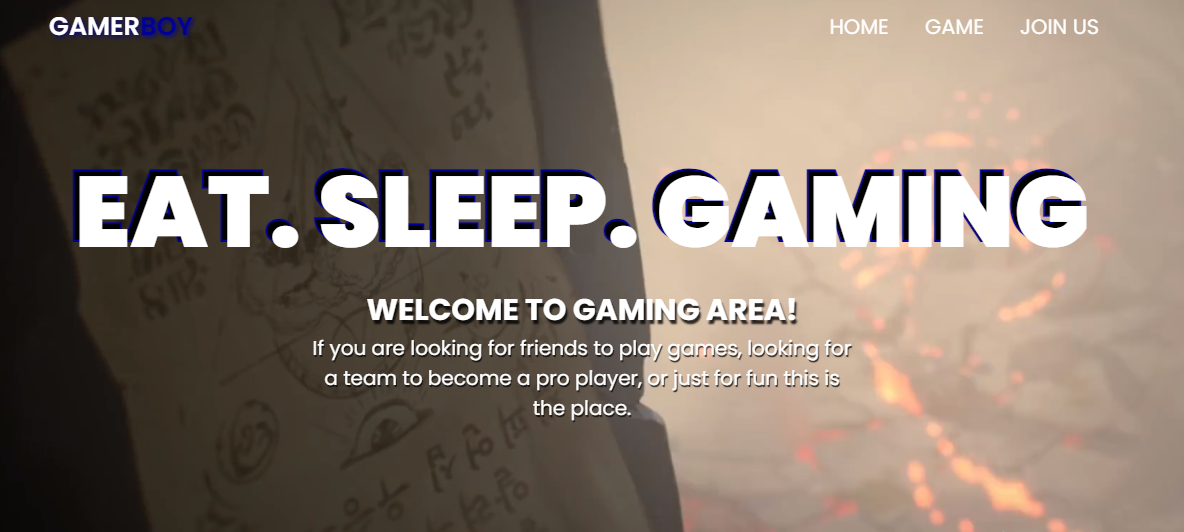 GAMERBOY
HOME GAME JOIN US
EAT. SLEEP. GAMING
WELCOME TO GAMING AREA!
If you are looking for friends to play games, looking for
a team to become a pro player, or just for fun this is
the place.